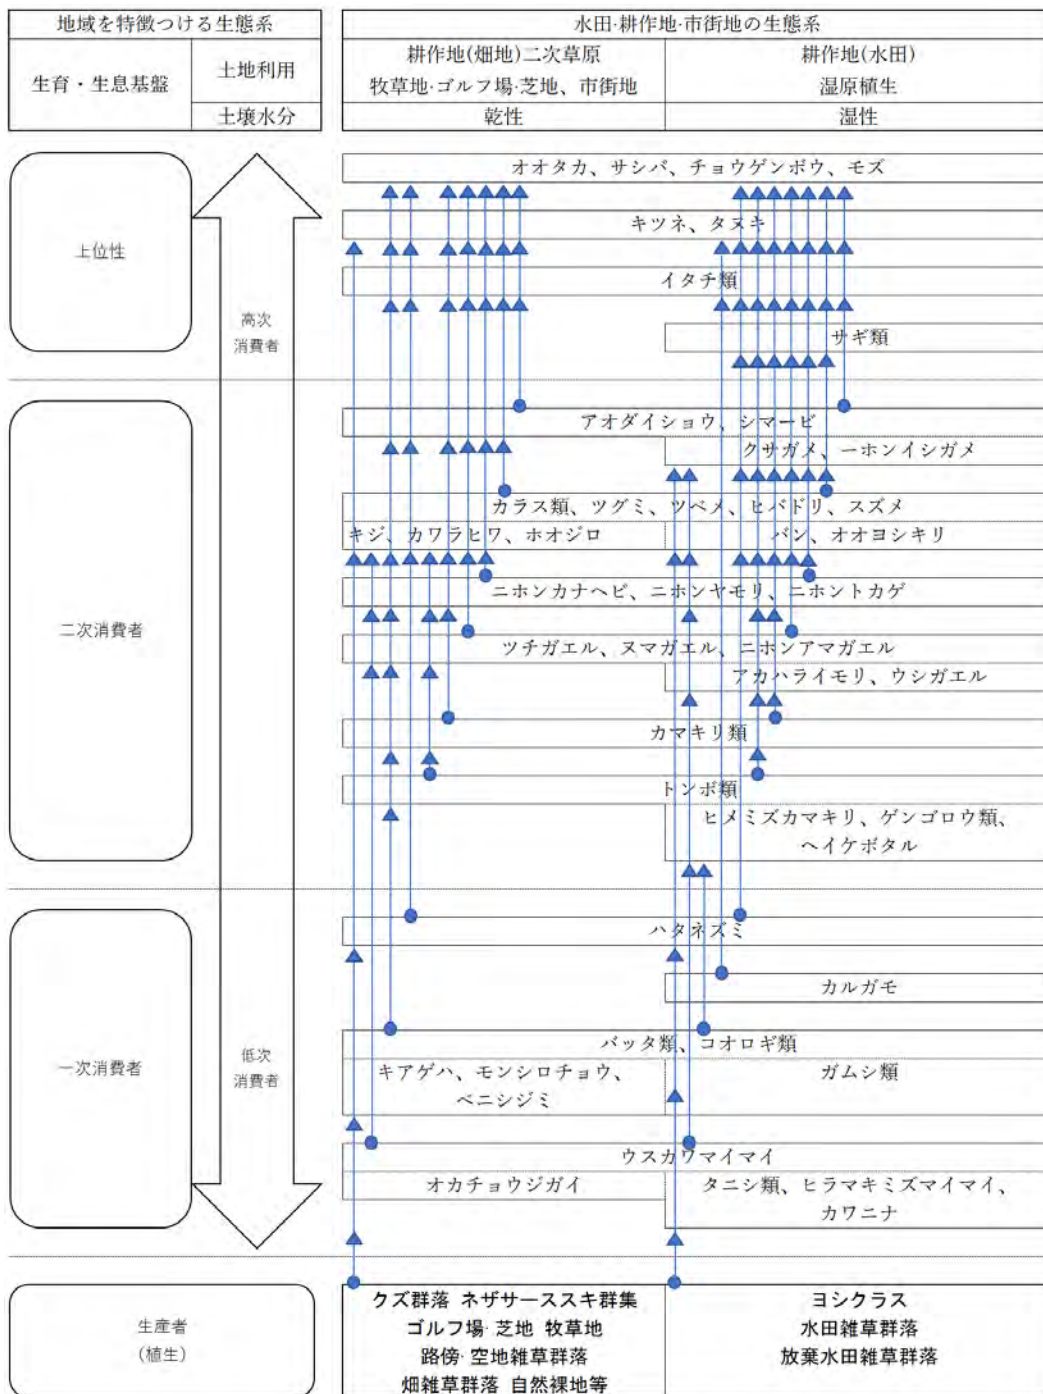 地域を特徴つける生態系
水田·耕作地·市街地の生態系
生育・生息基盤
土地利用
耕作地(畑地)二次草原
牧草地·ゴルフ場·芝地、市街地
耕作地(水田)
湿原植生
土壌水分
乾性
湿性
オオタカ、サシバ、チョウゲンボウ、モズ
キツネ、タヌキ
上位性
イタチ類
高次
消費者
サギ類
アオダイショウ、シマービ
クサガメ、ーホンイシガメ
カラス類、ツグミ、ツベメ、ヒバドリ、スズメ
キジ、カワラヒワ、ホオジロ
バン、オオヨシキリ
ニホンカナヘビ、ニホンヤモリ、ニホントカゲ
二次消費者
ツチガエル、ヌマガエル、ニホンアマガエル
アカハライモリ、ウシガエル
カマキリ類
トンボ類
ヒメミズカマキリ、ゲンゴロウ類、
ヘイケボタル
ハタネズミ
カルガモ
一次消費者
低次
消費者
バッタ類、コオロギ類
キアゲハ、モンシロチョウ、
ベニシジミ
ガムシ類
ウスカワマイマイ
オカチョウジガイ
タニシ類、ヒラマキミズマイマイ、
カワニナ
生産者
(植生)
クズ群落 ネザサーススキ群集
ゴルフ場·芝地 牧草地
路傍·空地雑草群落
畑雑草群落 自然裸地等
ヨシクラス
水田雑草群落
放棄水田雑草群落